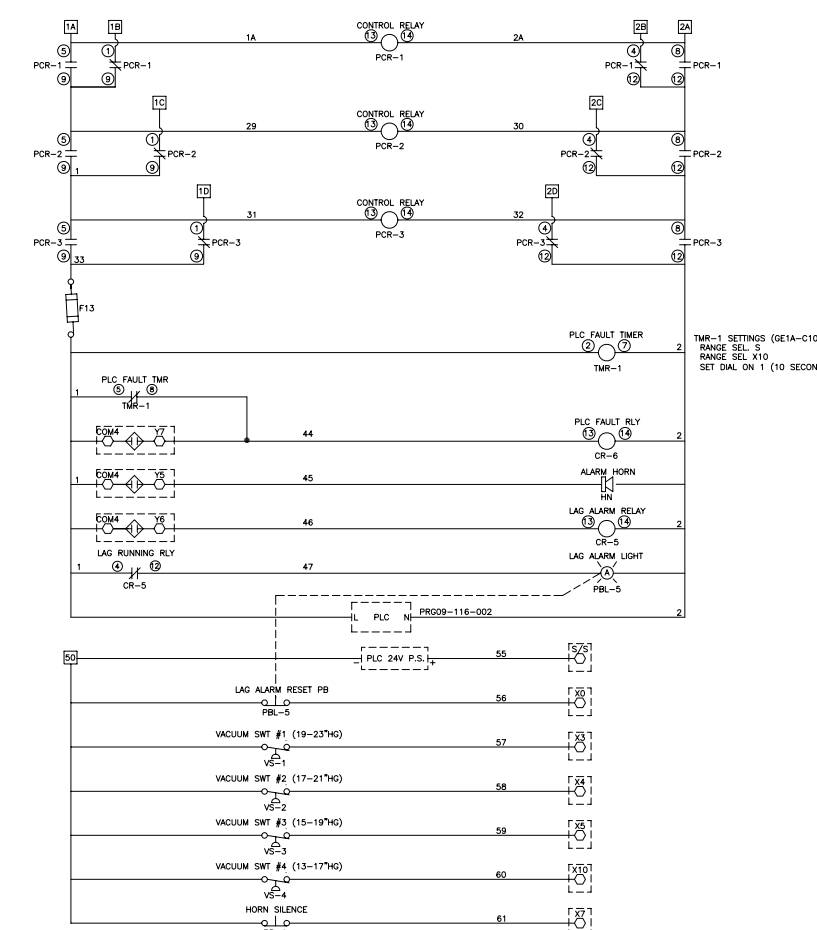 1A 1B 2B 2A
CONTROL RELAY
1A 13 14 2A
5 1 4 8
PCR-1 PCR-1 PCR-1 PCR-1 PCR-1
9 9 12 12
1C 2C
CONTROL RELAY
29 13 14 30
5 1 4 8
PCR-2 PCR-2 PCR-2 PCR-2 PCR-2
9 9 12 12
1
1D 2D
CONTROL RELAY
31 13 14 32
5 1 4 8
PCR-3 PCR-3 PCR-3 PCR-3 PCR-3
9 9 12 12
33
F13
PLC FAULT TIMER
2 7 2
TMR-1
TMR-1 SETTINGS (GE1A-C10
RANGE SEL. S
RANGE SEL X10
SET DIAL ON 1 (10 SECON
PLC FAULT TMR
1 5 8
TMR-1
PLC FAULT RLY
COM4 Y7 44 13 14 2
CR-6
ALARM HORN
1 COM4 Y5 45
HN
LAG ALARM RELAY
COM4 Y6 46 13 14 2
CR-5
LAG RUNNING RLY LAG ALARM LIGHT
1 4 12 47 A
CR-5 PBL-5
L PLC N PRG09-116-002 2
50 - PLC 24V P.S. + 55 S/S
LAG ALARM RESET PB
56 X0
PBL-5
VACUUM SWT #1 (19-23"HG)
57 X3
VS-1
VACUUM SWT #2 (17-21"HG)
58 X4
VS-2
VACUUM SWT #3 (15-19"HG)
59 X5
VS-3
VACUUM SWT #4 (13-17"HG)
60 X10
VS-4
HORN SILENCE
61 X7